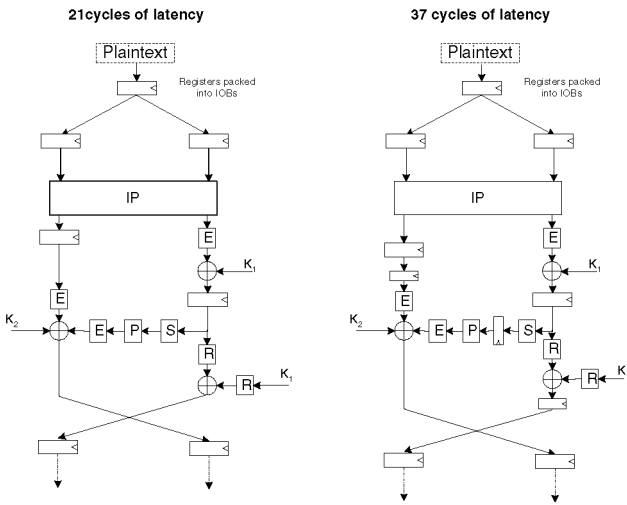 21cycles of latency
37 cycles of latency
Plaintext
Registers packed
into IOBs
Plaintext
Registers packed
into IOBs
IP
IP
E
K1
E
K1
E
E
K2
E
P
S
K2
E
P
S
R
R
R
K1
R
K